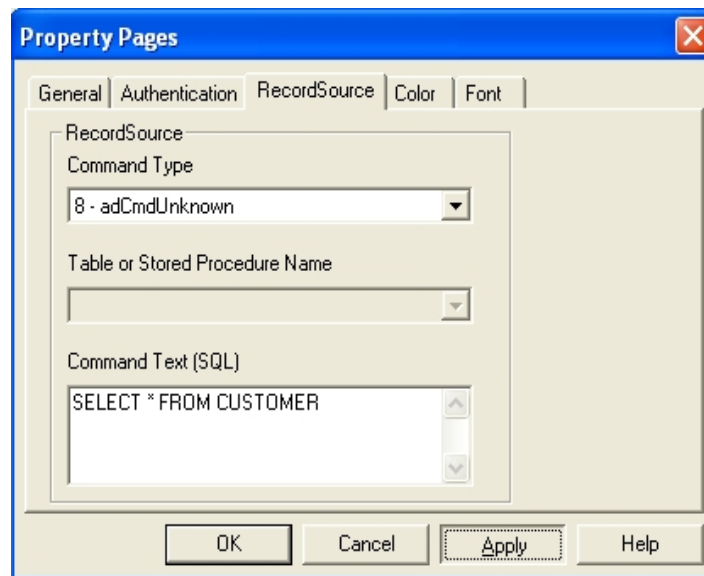 Property Pages
General Authentication RecordSource Color Font
RecordSource
Command Type
8 - adCmdUnknown
Table or Stored Procedure Name
Command Text (SQL)
SELECT * FROM CUSTOMER
OK Cancel Apply Help